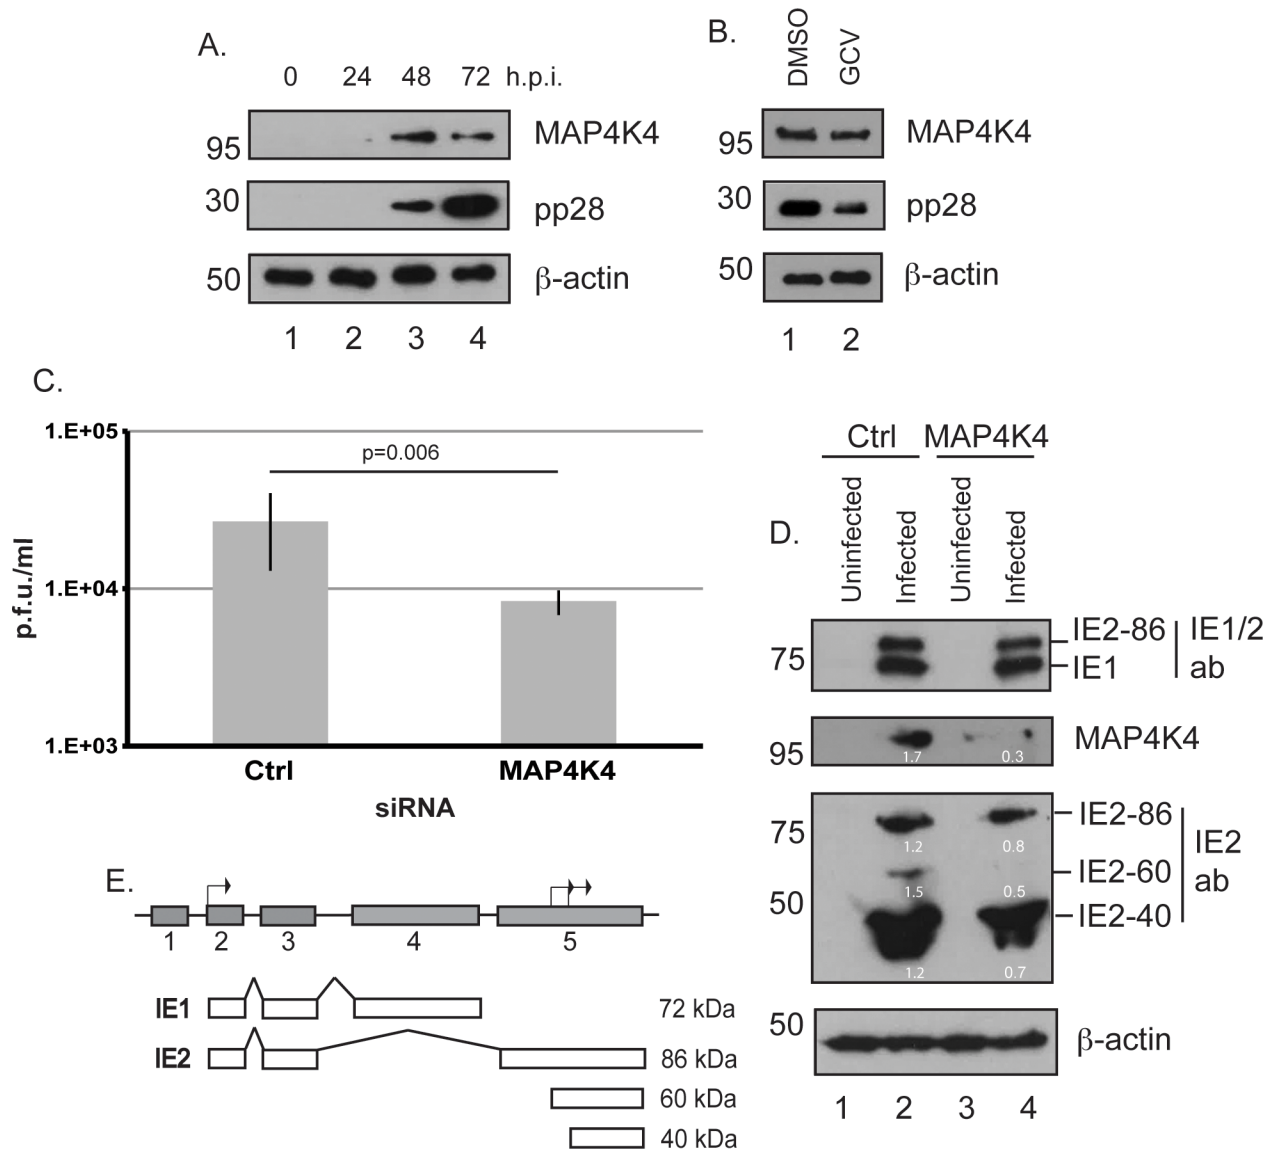 A.
0 24 48 72 h.p.i.
95 MAP4K4
30 pp28
50 β-actin
1 2 3 4
B.
DMSO GCV
95 MAP4K4
30 pp28
50 β-actin
1 2
C.
1.E+05
p=0.006
1.E+04
1.E+03
p.f.u./ml
Ctrl MAP4K4
siRNA
D.
Ctrl MAP4K4
Uninfected Infected Uninfected Infected
75 IE2-86 IE1/2
IE1 ab
95 MAP4K4
1.7 0.3
75 IE2-86
1.2 0.8
IE2
IE2-60 ab
1.5 0.5
50 IE2-40
1.2 0.7
50 β-actin
1 2 3 4
E.
1 2 3 4 5
IE1 72 kDa
IE2 86 kDa
60 kDa
40 kDa